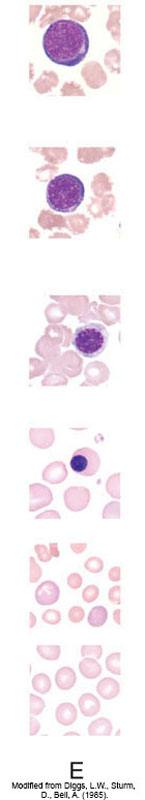 E
Modified from Diggs, L.W., Sturm,
D., Bell, A. (1985).